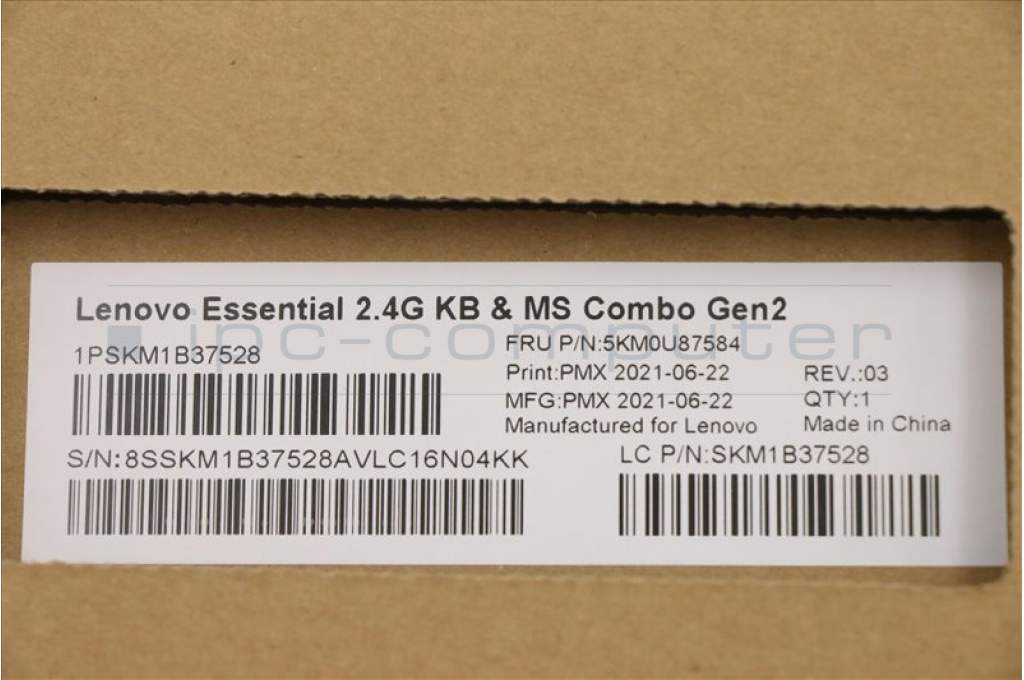 Lenovo Essential 2.4G KB & MS Combo Gen2
ipc-computer
1PSKM1B37528
FRU P/N:5KM0U87584
Print:PMX 2021-06-22
REV.:03
MFG:PMX 2021-06-22
QTY:1
Manufactured for Lenovo
Made in China
S/N:8SSKM1B37528AVLC16N04KK
LC P/N:SKM1B37528